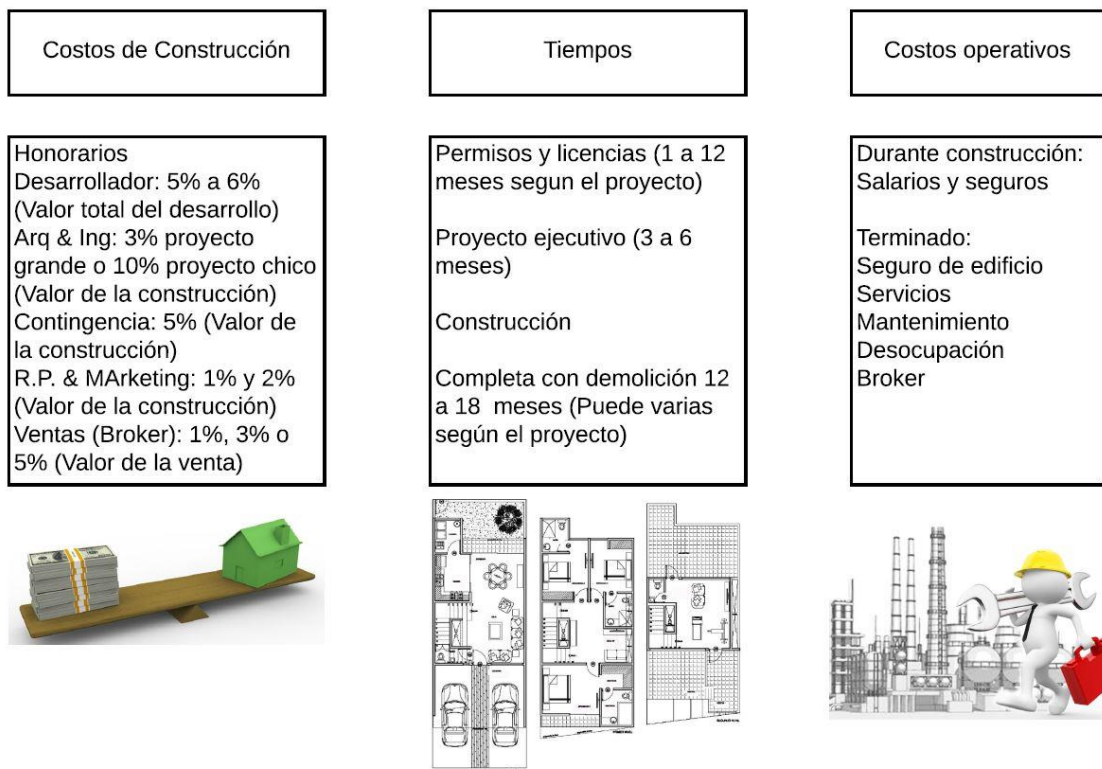 Costos de Construcción
Tiempos
Costos operativos
Honorarios
Desarrollador: 5% a 6%
(Valor total del desarrollo)
Arq & Ing: 3% proyecto
grande o 10% proyecto chico
(Valor de la construcción)
Contingencia: 5% (Valor de
la construcción)
R.P. & MArketing: 1% y 2%
(Valor de la construcción)
Ventas (Broker): 1%, 3% o
5% (Valor de la venta)
Permisos y licencias (1 a 12
meses segun el proyecto)
Proyecto ejecutivo (3 a 6
meses)
Construcción
Completa con demolición 12
a 18 meses (Puede varias
según el proyecto)
Durante construcción:
Salarios y seguros
Terminado:
Seguro de edificio
Servicios
Mantenimiento
Desocupación
Broker